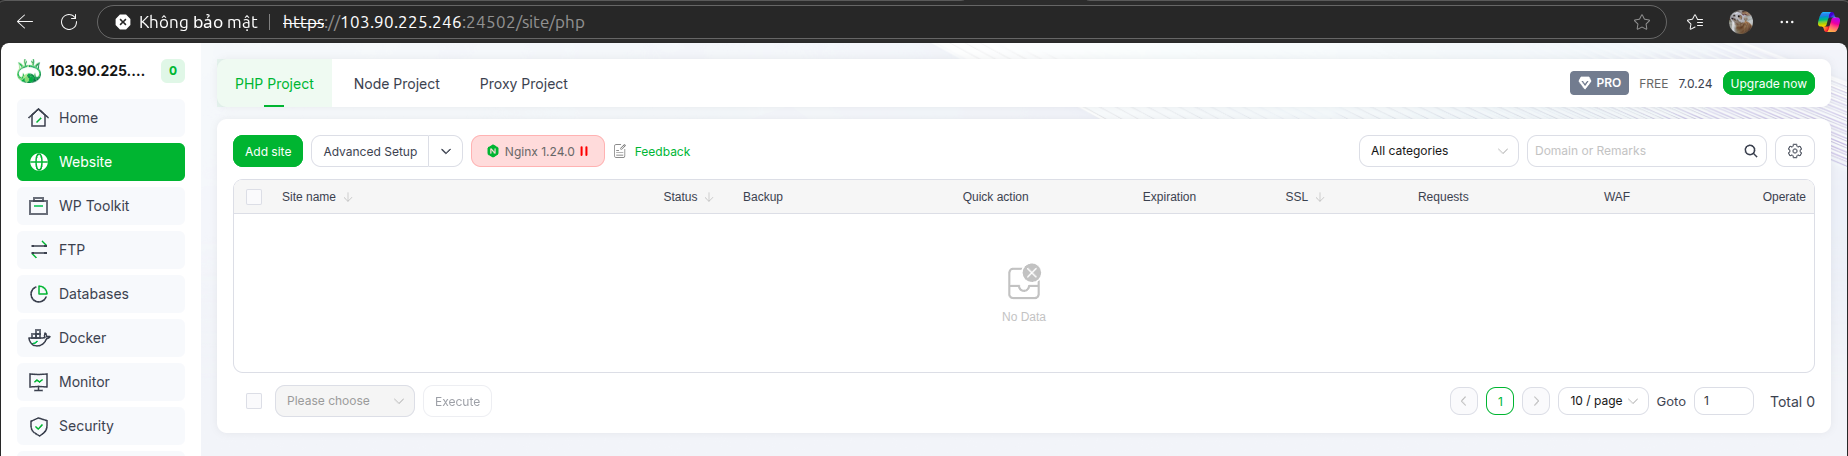 Không bảo mật https://103.90.225.246:24502/site/php
103.90.225.... 0
Home
Website
WP Toolkit
FTP
Databases
Docker
Monitor
Security
PHP Project Node Project Proxy Project PRO FREE 7.0.24 Upgrade now
Add site Advanced Setup Nginx 1.24.0 Feedback All categories Domain or Remarks
Site name Status Backup Quick action Expiration SSL Requests WAF Operate
No Data
Please choose Execute 1 10 / page Goto 1 Total 0